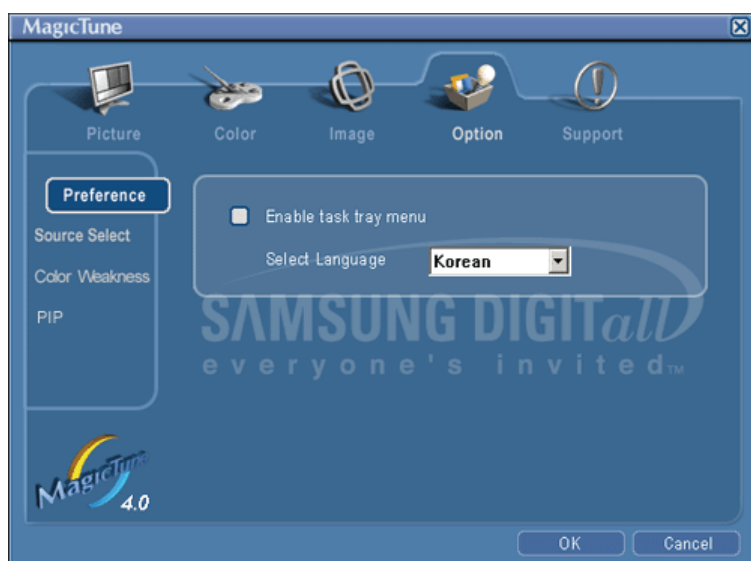 MagicTune
Picture
Color
Image
Option
Support
Preference
Source Select
Color Weakness
PIP
Enable task tray menu
Select Language
Korean
SAMSUNG DIGITall
everyone's invited™
MagicTune
4.0
OK
Cancel